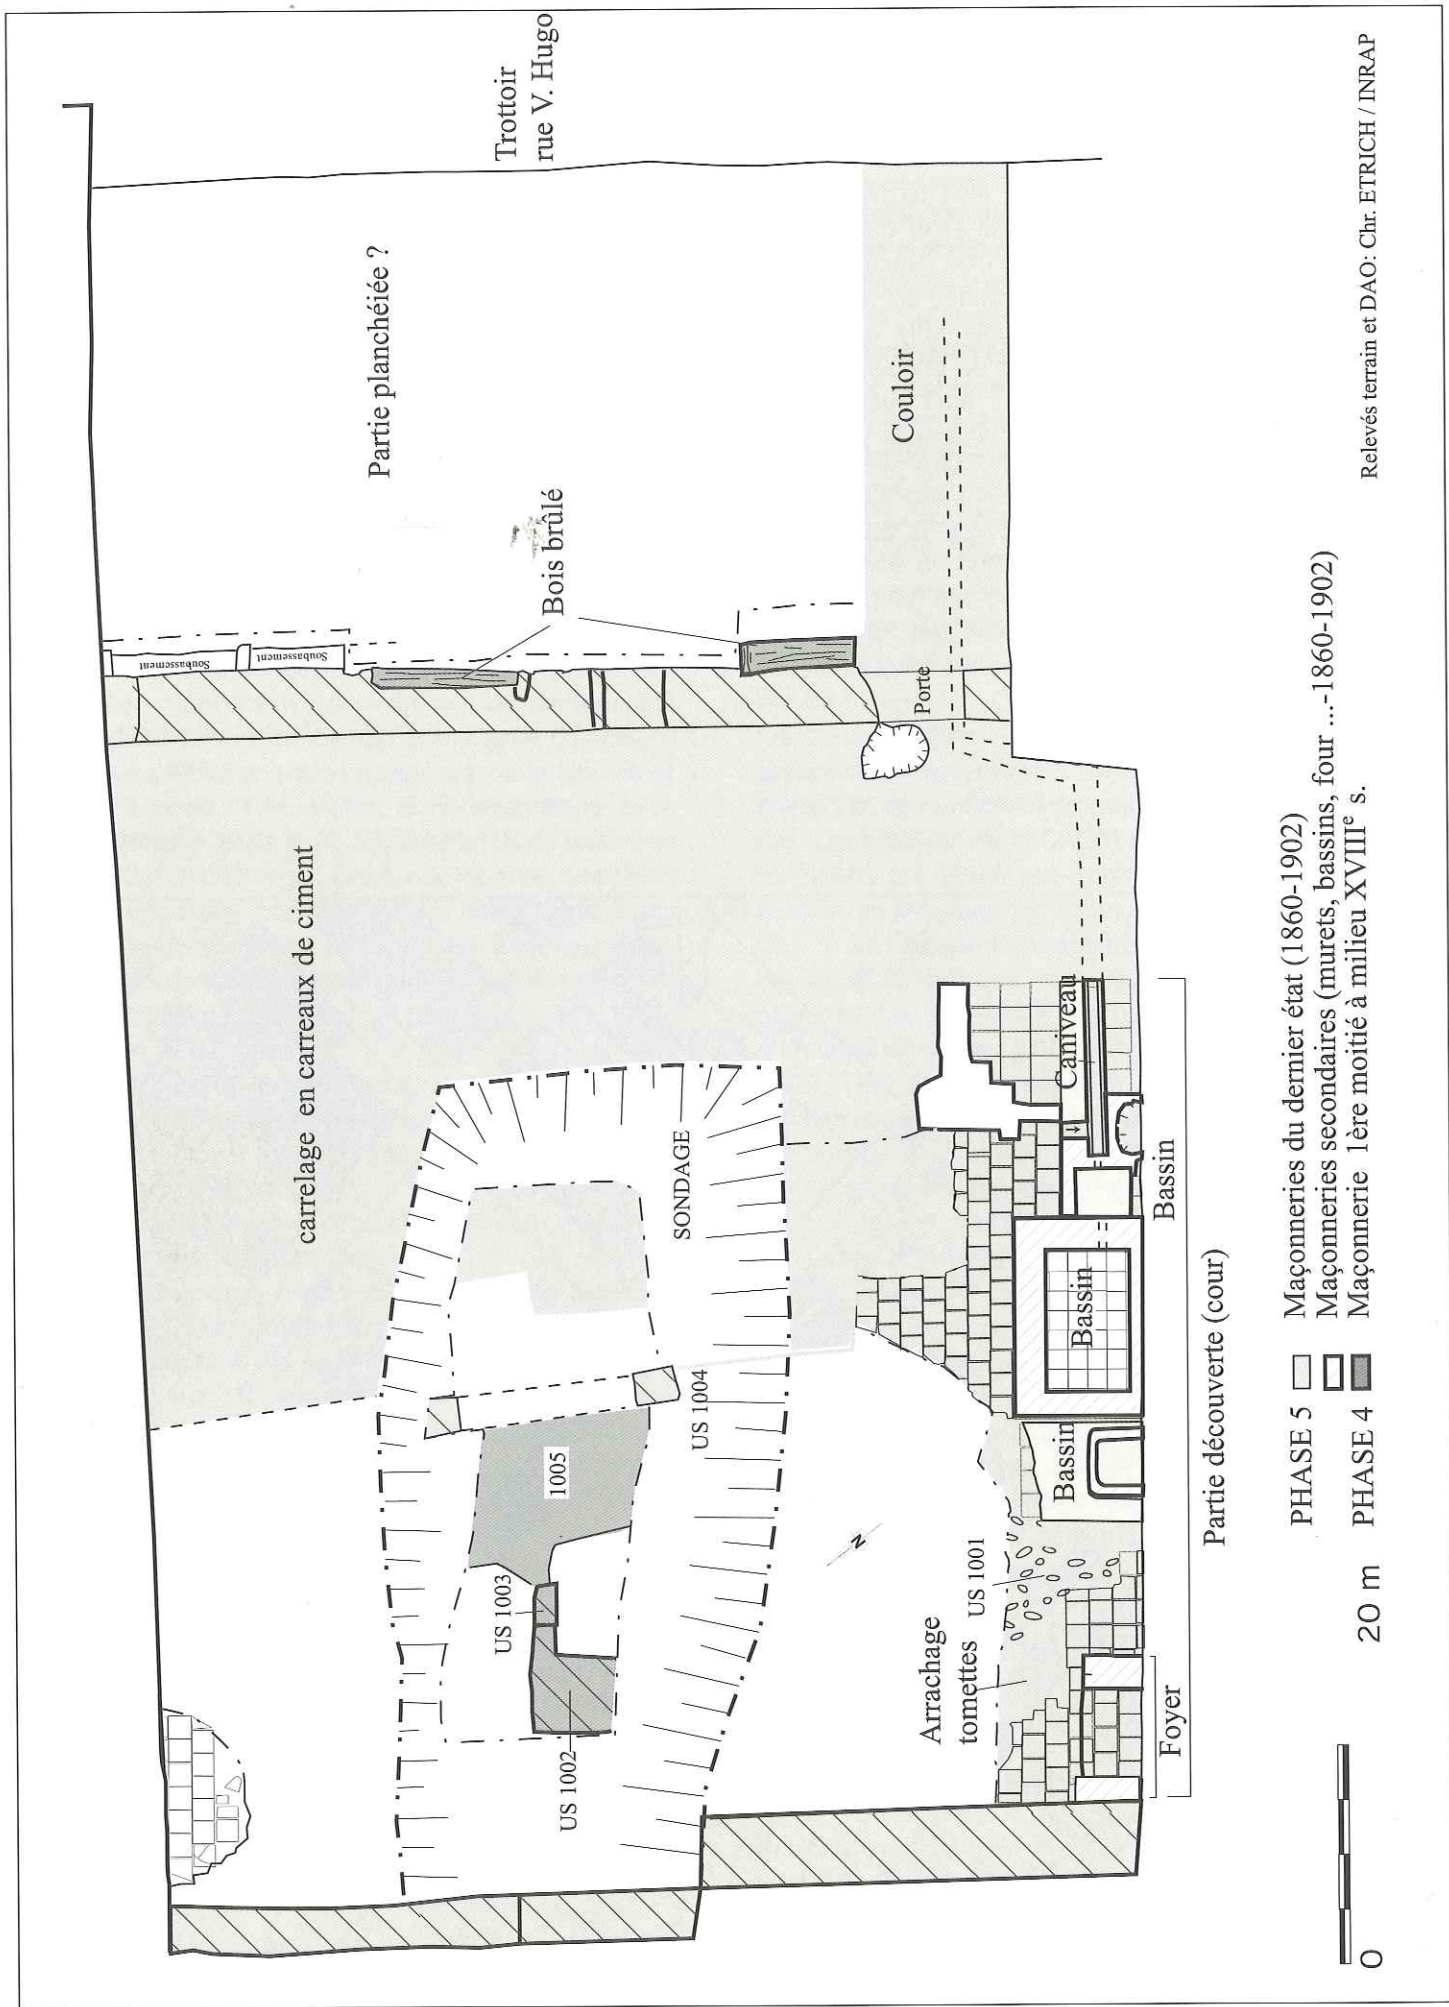 Trottoir
rue V. Hugo
Partie planchéiée ?
Bois brûlé
Couloir
Soubassement
Soubassement
Porte
carrelage en carreaux de ciment
SONDAGE
Caniveau
US 1004
1005
US 1003
US 1002
N
Bassin
Bassin
Bassin
US 1001
Arrachage
tomettes
Foyer
Partie découverte (cour)
PHASE 5 Maçonneries du dernier état (1860-1902)
Maçonneries secondaires (murets, bassins, four ...-1860-1902)
PHASE 4 Maçonnerie 1ère moitié à milieu XVIIIe s.
0 20 m
Relevés terrain et DAO: Chr. ETRICH / INRAP